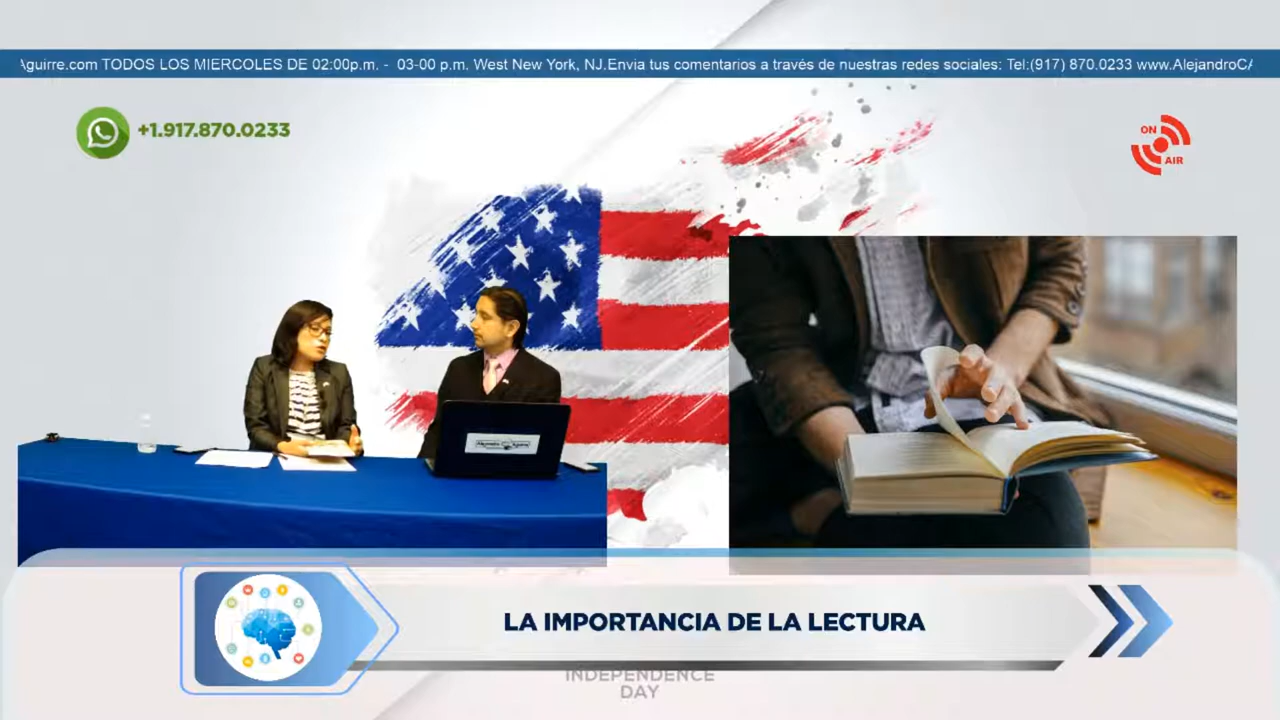 Aguirre.com TODOS LOS MIERCOLES DE 02:00p.m. - 03-00 p.m. West New York, NJ.Envia tus comentarios a través de nuestras redes sociales: Tel:(917) 870.0233 www.AlejandroCA
+1.917.870.0233
ON
AIR
Alejandro Aguirre
LA IMPORTANCIA DE LA LECTURA
INDEPENDENCE
DAY